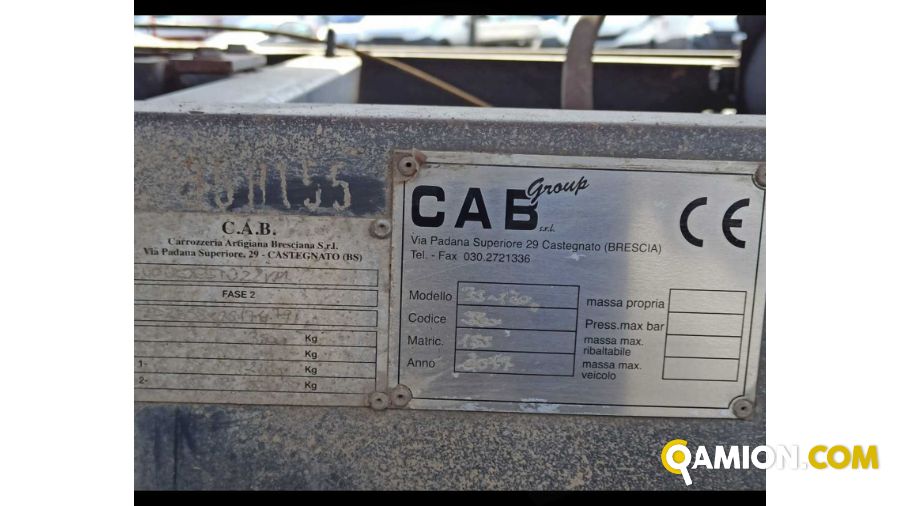 C.A.B.
Carrozzeria Artigiana Bresciana S.r.l.
Via Padana Superiore, 29 - CASTEGNATO (BS)
FASE 2
Kg
Kg
1- Kg
2- Kg
CAB Group s.r.l.
CE
Via Padana Superiore 29 Castegnato (BRESCIA)
Tel. - Fax 030.2721336
Modello massa propria
Codice Press.max bar
Matric. 155 massa max. ribaltabile
Anno 2017 massa max. veicolo
QAMION.COM